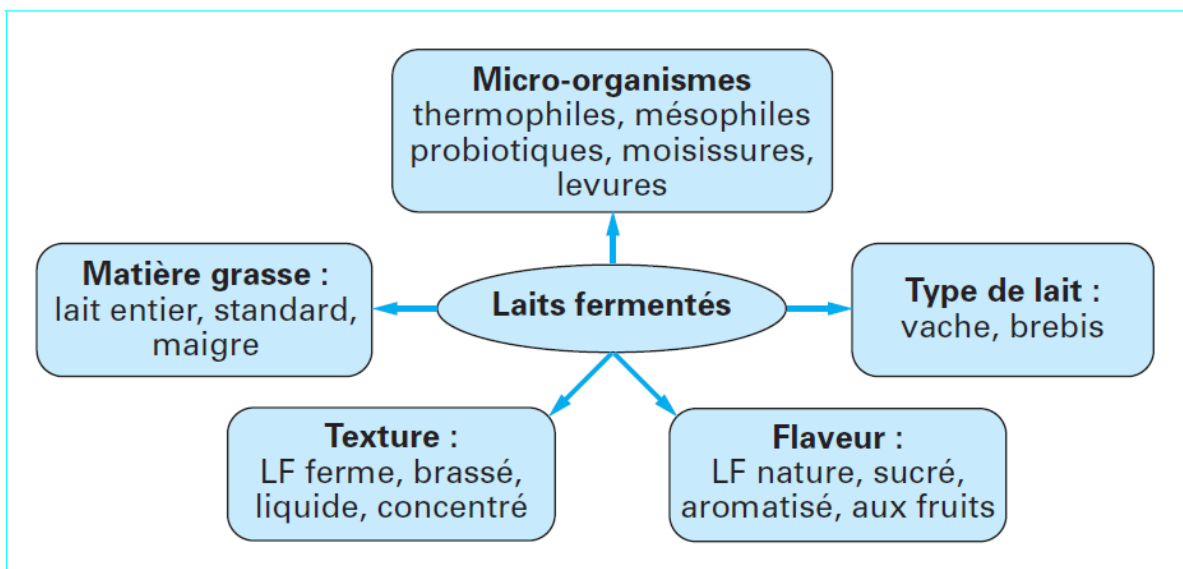 Micro-organismes
thermophiles, mésophiles
probiotiques, moisissures,
levures
Matière grasse :
lait entier, standard,
maigre
Laits fermentés
Type de lait :
vache, brebis
Texture :
LF ferme, brassé,
liquide, concentré
Flaveur :
LF nature, sucré,
aromatisé, aux fruits